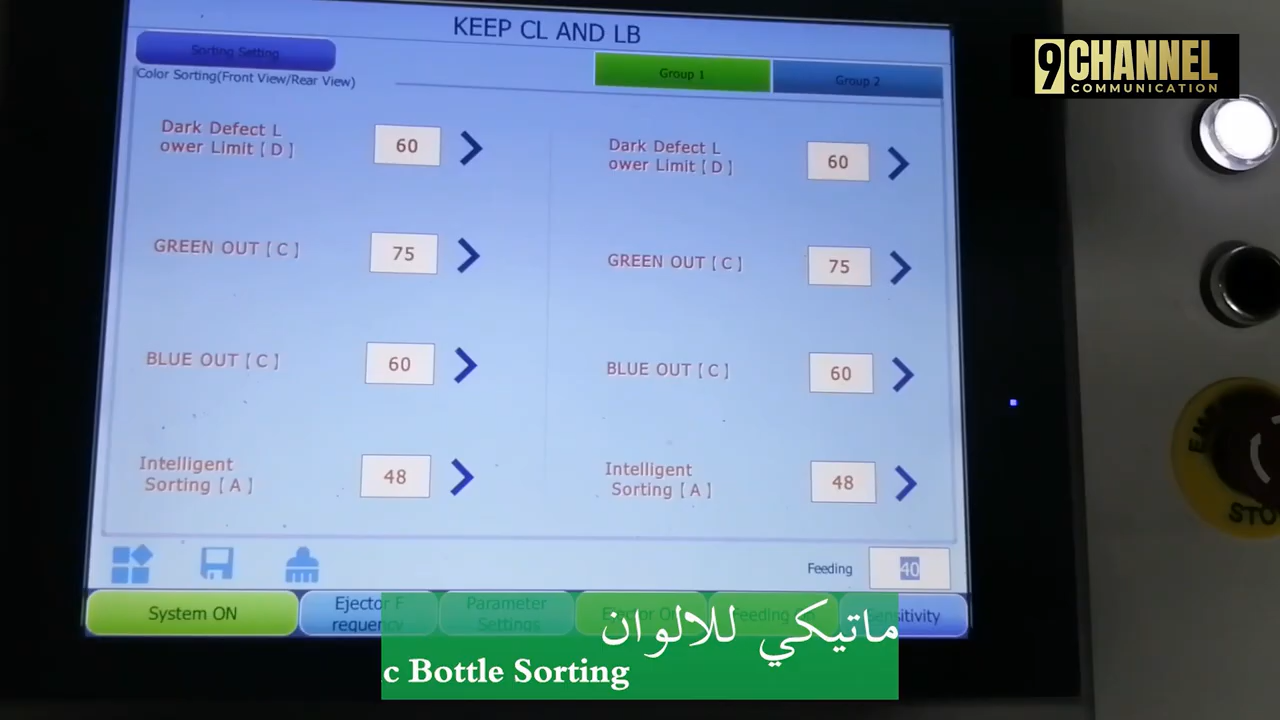 KEEP CL AND LB
Sorting Setting
Color Sorting(Front View/Rear View)
Group 1
Group 2
Dark Defect L
ower Limit [ D ]
60
Dark Defect L
ower Limit [ D ]
60
GREEN OUT [ C ]
75
GREEN OUT [ C ]
75
BLUE OUT [ C ]
60
BLUE OUT [ C ]
60
Intelligent
Sorting [ A ]
48
Intelligent
Sorting [ A ]
48
Feeding
40
System ON
Ejector F
requency
Parameter
Settings
Ejector
Feeding
Sensitivity
ماتيكي للالوان
c Bottle Sorting
9CHANNEL
COMMUNICATION